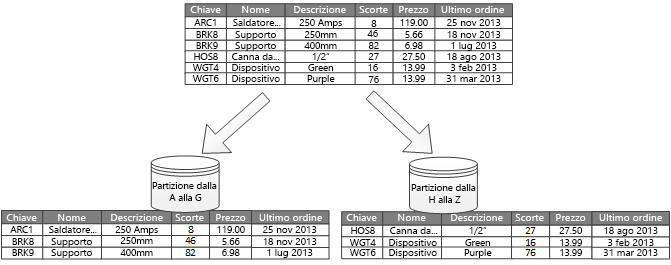 Chiave Nome Descrizione Scorte Prezzo Ultimo ordine
ARC1 Saldatore... 250 Amps 8 119.00 25 nov 2013
BRK8 Supporto 250mm 46 5.66 18 nov 2013
BRK9 Supporto 400mm 82 6.98 1 lug 2013
HOS8 Canna da... 1/2" 27 27.50 18 ago 2013
WGT4 Dispositivo Green 16 13.99 3 feb 2013
WGT6 Dispositivo Purple 76 13.99 31 mar 2013
Partizione dalla
A alla G
Partizione dalla
H alla Z
Chiave Nome Descrizione Scorte Prezzo Ultimo ordine
ARC1 Saldatore... 250 Amps 8 119.00 25 nov 2013
BRK8 Supporto 250mm 46 5.66 18 nov 2013
BRK9 Supporto 400mm 82 6.98 1 lug 2013
Chiave Nome Descrizione Scorte Prezzo Ultimo ordine
HOS8 Canna da... 1/2" 27 27.50 18 ago 2013
WGT4 Dispositivo Green 16 13.99 3 feb 2013
WGT6 Dispositivo Purple 76 13.99 31 mar 2013